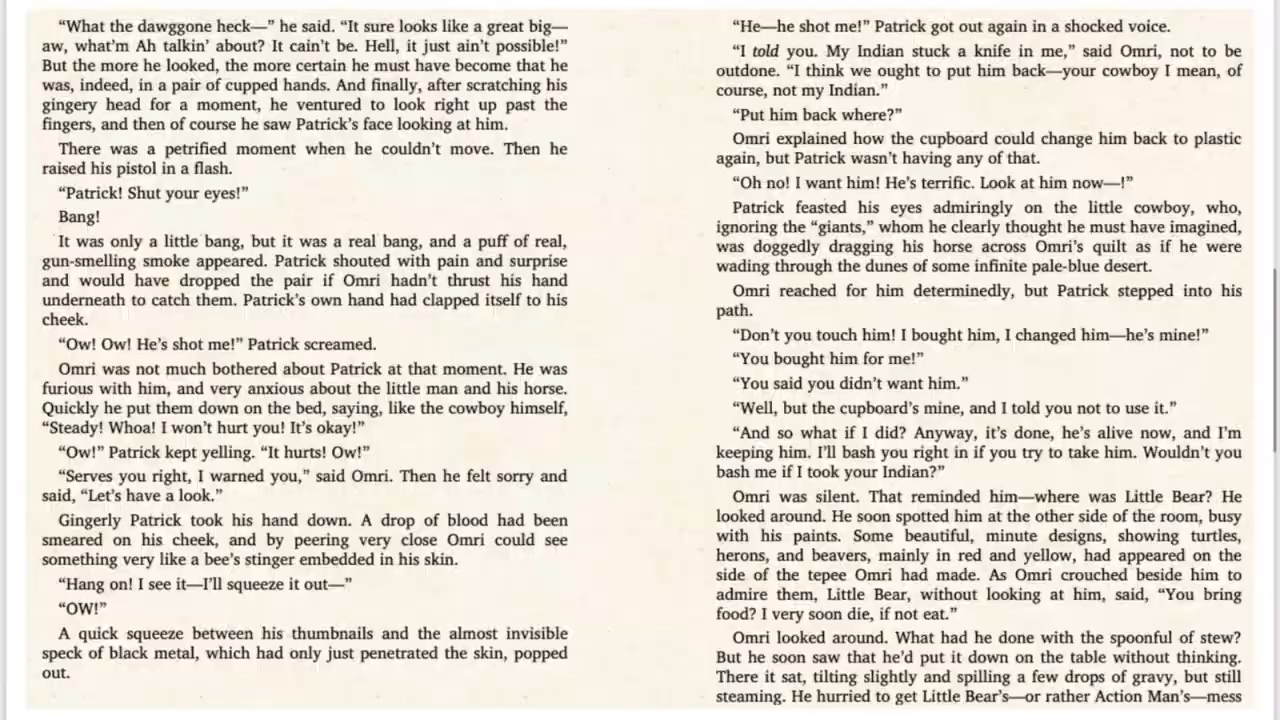 “What the dawggone heck—” he said. “It sure looks like a great big—
aw, what’m Ah talkin’ about? It cain’t be. Hell, it just ain’t possible!”
But the more he looked, the more certain he must have become that he
was, indeed, in a pair of cupped hands. And finally, after scratching his
gingery head for a moment, he ventured to look right up past the
fingers, and then of course he saw Patrick’s face looking at him.
There was a petrified moment when he couldn’t move. Then he
raised his pistol in a flash.
“Patrick! Shut your eyes!”
Bang!
It was only a little bang, but it was a real bang, and a puff of real,
gun-smelling smoke appeared. Patrick shouted with pain and surprise
and would have dropped the pair if Omri hadn’t thrust his hand
underneath to catch them. Patrick’s own hand had clapped itself to his
cheek.
“Ow! Ow! He’s shot me!” Patrick screamed.
Omri was not much bothered about Patrick at that moment. He was
furious with him, and very anxious about the little man and his horse.
Quickly he put them down on the bed, saying, like the cowboy himself,
“Steady! Whoa! I won’t hurt you! It’s okay!”
“Ow!” Patrick kept yelling. “It hurts! Ow!”
“Serves you right, I warned you,” said Omri. Then he felt sorry and
said, “Let’s have a look.”
Gingerly Patrick took his hand down. A drop of blood had been
smeared on his cheek, and by peering very close Omri could see
something very like a bee’s stinger embedded in his skin.
“Hang on! I see it—I’ll squeeze it out—”
“OW!”
A quick squeeze between his thumbnails and the almost invisible
speck of black metal, which had only just penetrated the skin, popped
out.
“He—he shot me!” Patrick got out again in a shocked voice.
“I told you. My Indian stuck a knife in me,” said Omri, not to be
outdone. “I think we ought to put him back—your cowboy I mean, of
course, not my Indian.”
“Put him back where?”
Omri explained how the cupboard could change him back to plastic
again, but Patrick wasn’t having any of that.
“Oh no! I want him! He’s terrific. Look at him now—!”
Patrick feasted his eyes admiringly on the little cowboy, who,
ignoring the “giants,” whom he clearly thought he must have imagined,
was doggedly dragging his horse across Omri’s quilt as if he were
wading through the dunes of some infinite pale-blue desert.
Omri reached for him determinedly, but Patrick stepped into his
path.
“Don’t you touch him! I bought him, I changed him—he’s mine!”
“You bought him for me!”
“You said you didn’t want him.”
“Well, but the cupboard’s mine, and I told you not to use it.”
“And so what if I did? Anyway, it’s done, he’s alive now, and I’m
keeping him. I’ll bash you right in if you try to take him. Wouldn’t you
bash me if I took your Indian?”
Omri was silent. That reminded him—where was Little Bear? He
looked around. He soon spotted him at the other side of the room, busy
with his paints. Some beautiful, minute designs, showing turtles,
herons, and beavers, mainly in red and yellow, had appeared on the
side of the tepee Omri had made. As Omri crouched beside him to
admire them, Little Bear, without looking at him, said, “You bring
food? I very soon die, if not eat.”
Omri looked around. What had he done with the spoonful of stew?
But he soon saw that he’d put it down on the table without thinking.
There it sat, tilting slightly and spilling a few drops of gravy, but still
steaming. He hurried to get Little Bear’s—or rather Action Man’s—mess